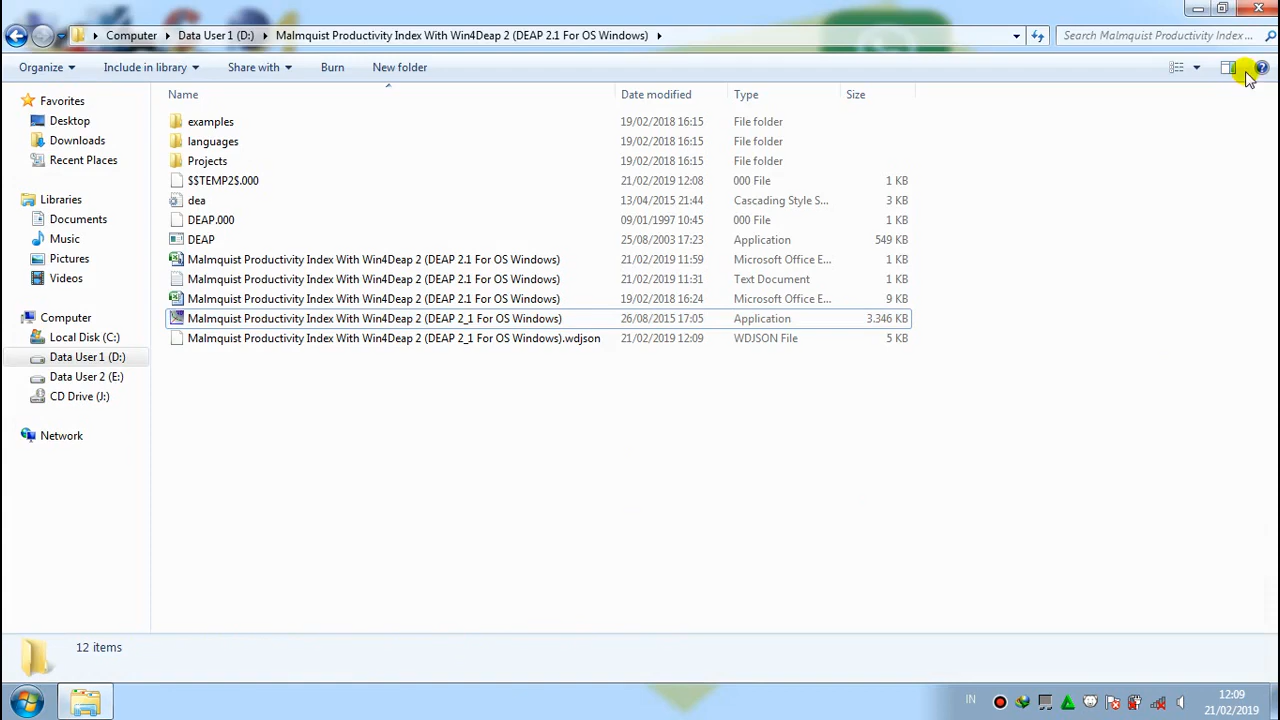 Computer Data User 1 (D:) Malmquist Productivity Index With Win4Deap 2 (DEAP 2.1 For OS Windows) Search Malmquist Productivity Index ...
Organize Include in library Share with Burn New folder
Favorites
Desktop
Downloads
Recent Places
Libraries
Documents
Music
Pictures
Videos
Computer
Local Disk (C:)
Data User 1 (D:)
Data User 2 (E:)
CD Drive (J:)
Network
Name Date modified Type Size
examples 19/02/2018 16:15 File folder
languages 19/02/2018 16:15 File folder
Projects 19/02/2018 16:15 File folder
$$TEMP2$.000 21/02/2019 12:08 000 File 1 KB
dea 13/04/2015 21:44 Cascading Style S... 3 KB
DEAP.000 09/01/1997 10:45 000 File 1 KB
DEAP 25/08/2003 17:23 Application 549 KB
Malmquist Productivity Index With Win4Deap 2 (DEAP 2.1 For OS Windows) 21/02/2019 11:59 Microsoft Office E... 1 KB
Malmquist Productivity Index With Win4Deap 2 (DEAP 2.1 For OS Windows) 21/02/2019 11:31 Text Document 1 KB
Malmquist Productivity Index With Win4Deap 2 (DEAP 2.1 For OS Windows) 19/02/2018 16:24 Microsoft Office E... 9 KB
Malmquist Productivity Index With Win4Deap 2 (DEAP 2_1 For OS Windows) 26/08/2015 17:05 Application 3.346 KB
Malmquist Productivity Index With Win4Deap 2 (DEAP 2_1 For OS Windows).wdjson 21/02/2019 12:09 WDJSON File 5 KB
12 items
IN
12:09
21/02/2019